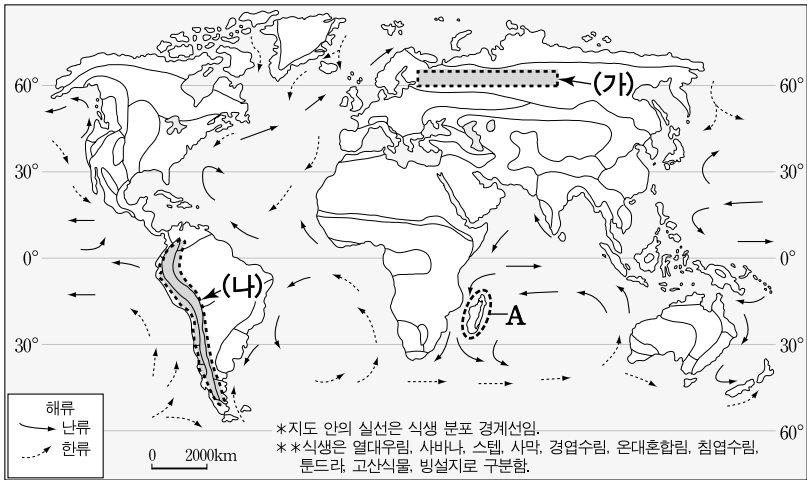 60°
60°
(가)
30°
30°
0°
0°
(나)
A
30°
30°
해류
난류
한류
60°
0 2000km
＊지도 안의 실선은 식생 분포 경계선임.
＊＊식생은 열대우림, 사바나, 스텝, 사막, 경엽수림, 온대혼합림, 침엽수림,
툰드라, 고산식물, 빙설지로 구분함.